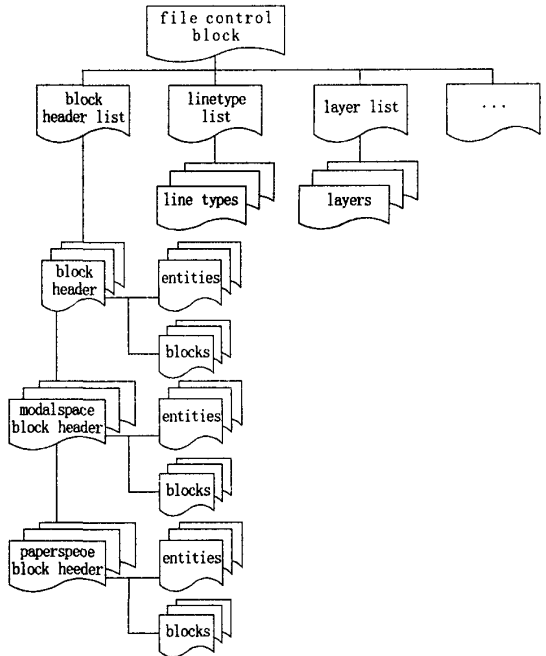 file control
block
block
header list
linetype
list
layer list
...
line types
layers
block
header
entities
blocks
modalspace
block header
entities
blocks
paperspeoe
block heeder
entities
blocks